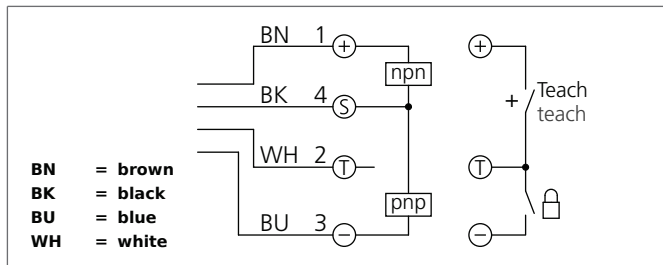 BN 1 +
npn
BK 4 S
WH 2 T
pnp
BU 3 −
BN = brown
BK = black
BU = blue
WH = white
+
+ Teach
teach
T
−